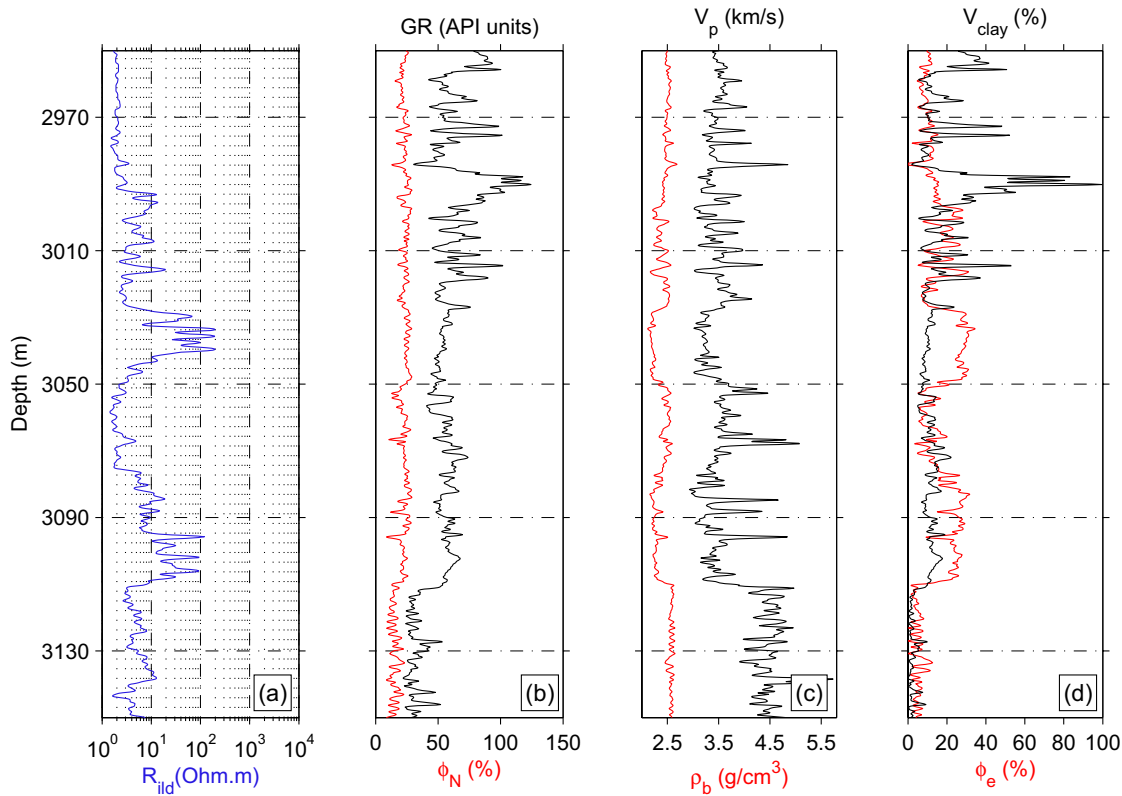 GR (API units)
V_p (km/s)
V_clay (%)
Depth (m)
2970
3010
3050
3090
3130
(a)
(b)
(c)
(d)
10^0 10^1 10^2 10^3 10^4
0 50 100 150
2.5 3.5 4.5 5.5
0 20 40 60 80 100
R_ild(Ohm.m)
ϕ_N (%)
ρ_b (g/cm^3)
ϕ_e (%)